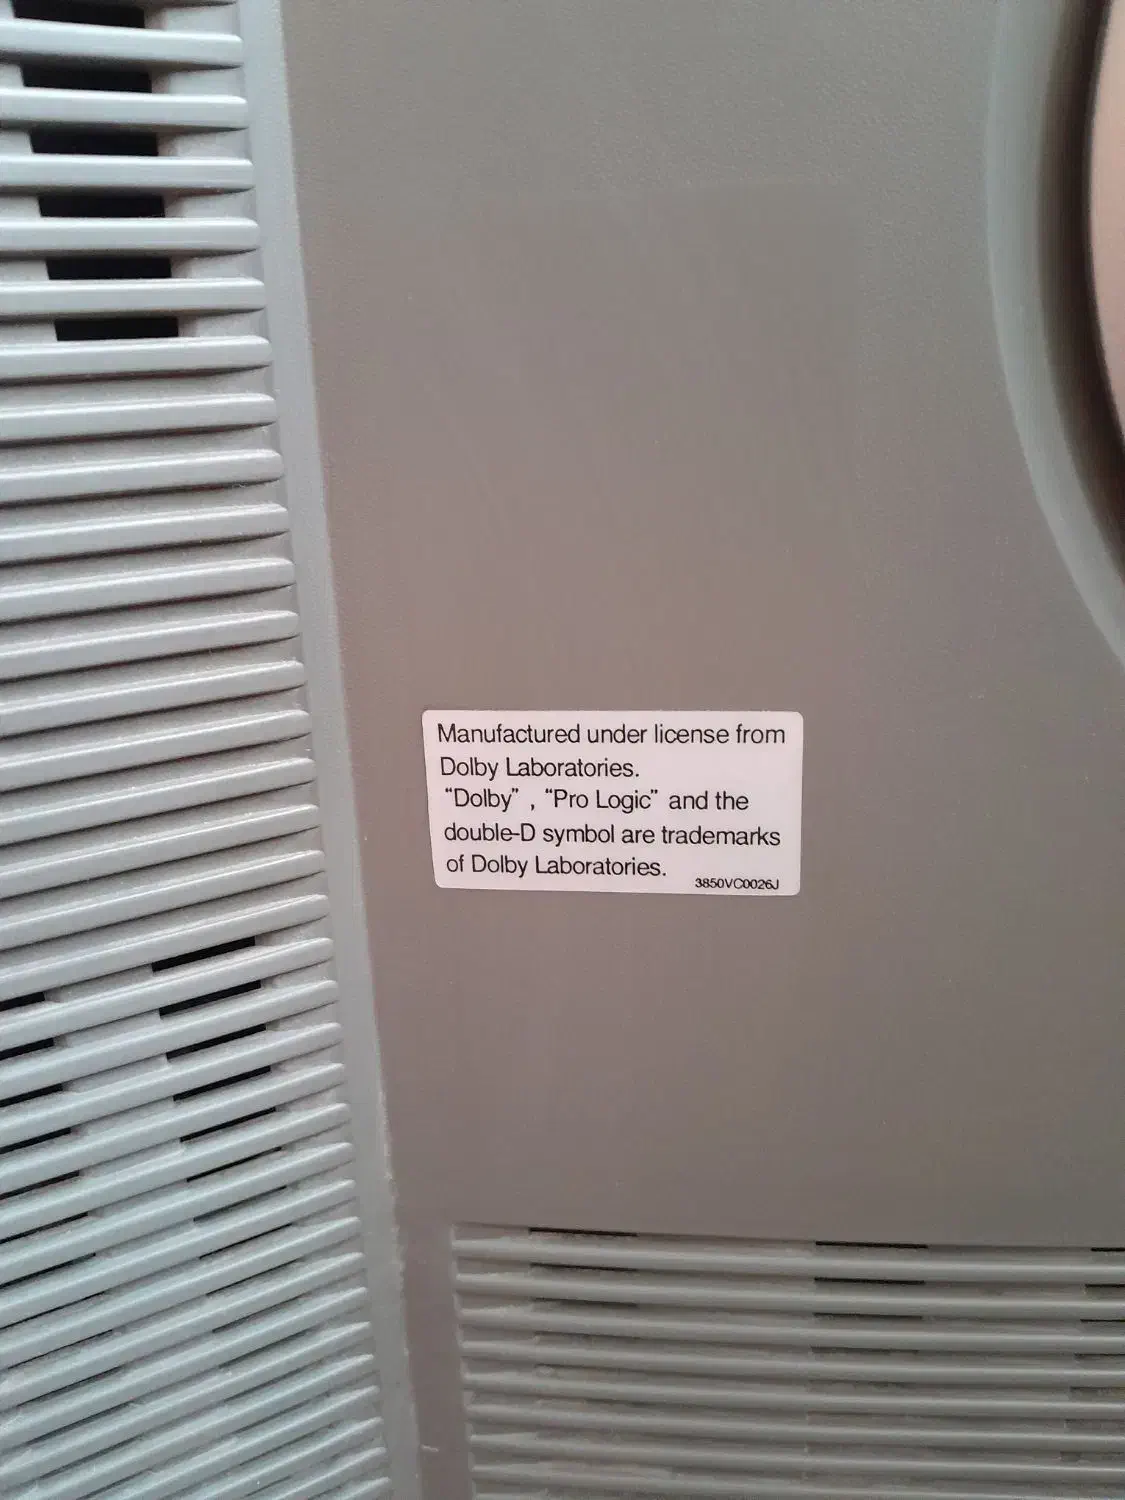 Manufactured under license from
Dolby Laboratories.
“Dolby” , “Pro Logic” and the
double-D symbol are trademarks
of Dolby Laboratories.
3850VC0026J